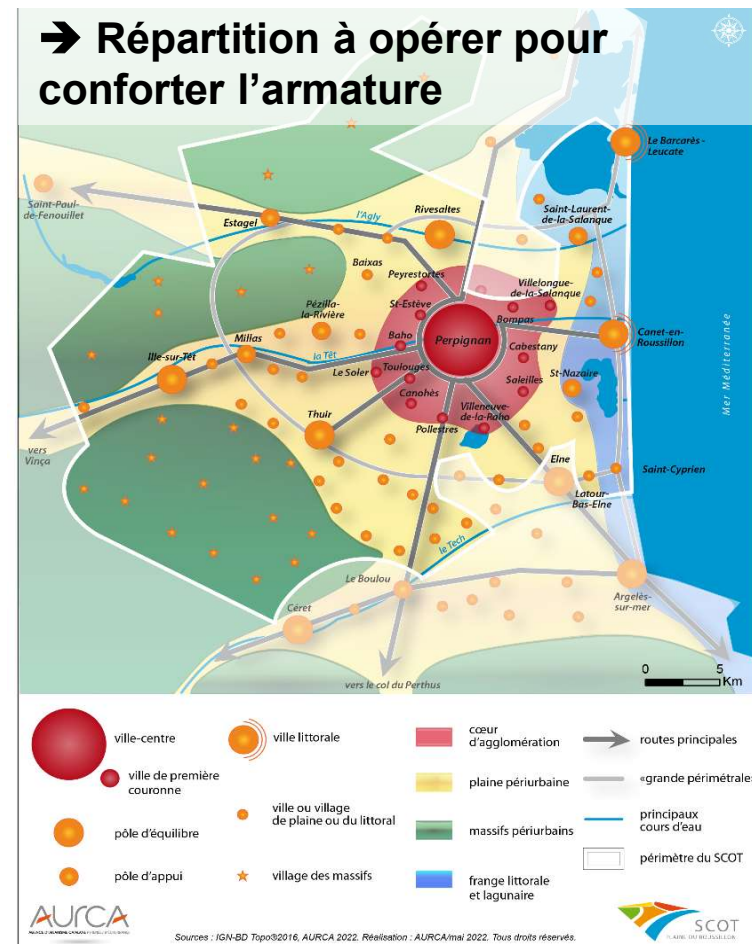 ➔ Répartition à opérer pour
conforter l'armature
Le Barcarès -
Leucate
Saint-Paul-
de-Fenouillet
l'Agly
Rivesaltes
Saint-Laurent-
de-la-Salanque
Estagel
Baixas
Peyrestortes
Villelongue-
de-la-Salanque
Pézilla-
la-Rivière
St-Estève
Bompas
Millas
Baho
Perpignan
Canet-en-
Roussillon
Ille-sur-Têt
la Têt
Cabestany
Mer Méditerranée
Le Soler
Toulouges
Saleilles
St-Nazaire
Canohès
Villeneuve-
de-la-Raho
Thuir
Pollestres
vers
Vinça
Elne
Saint-Cyprien
Latour-
Bas-Elne
le Tech
Le Boulou
Céret
Argelès-
sur-mer
vers le col du Perthus
0 5
Km
ville-centre
ville de première
couronne
pôle d'équilibre
pôle d'appui
ville littorale
ville ou village
de plaine ou du littoral
village des massifs
cœur
d'agglomération
plaine périurbaine
massifs périurbains
frange littorale
et lagunaire
routes principales
«grande périmétrale
principaux
cours d'eau
périmètre du SCOT
AURCA
SCOT
PLAINE DU ROUSSILLON
Sources : IGN-BD Topo®2016, AURCA 2022. Réalisation : AURCA/mai 2022. Tous droits réservés.